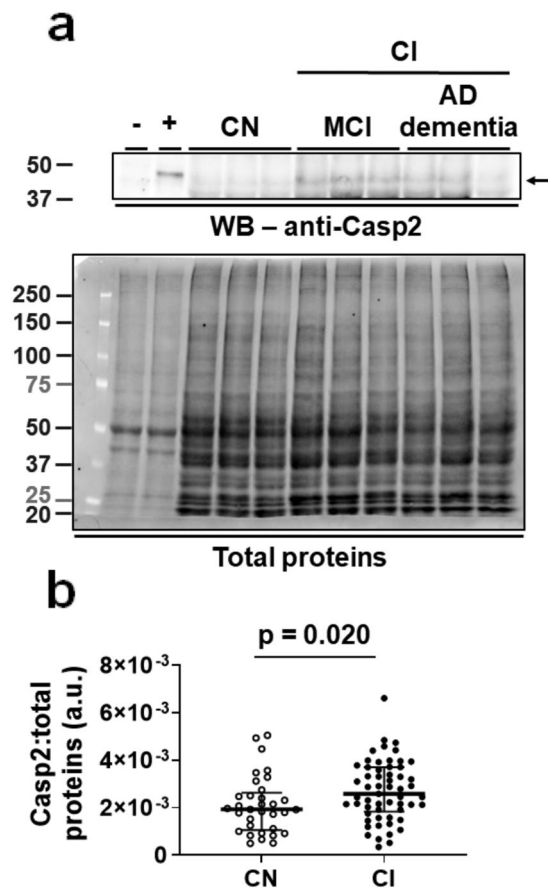 a
CI
AD
- + CN MCI dementia
50
37
WB – anti-Casp2
250
150
100
75
50
37
25
20
Total proteins
b
p = 0.020
Casp2:total
proteins (a.u.)
8×10⁻³
6×10⁻³
4×10⁻³
2×10⁻³
0
CN CI